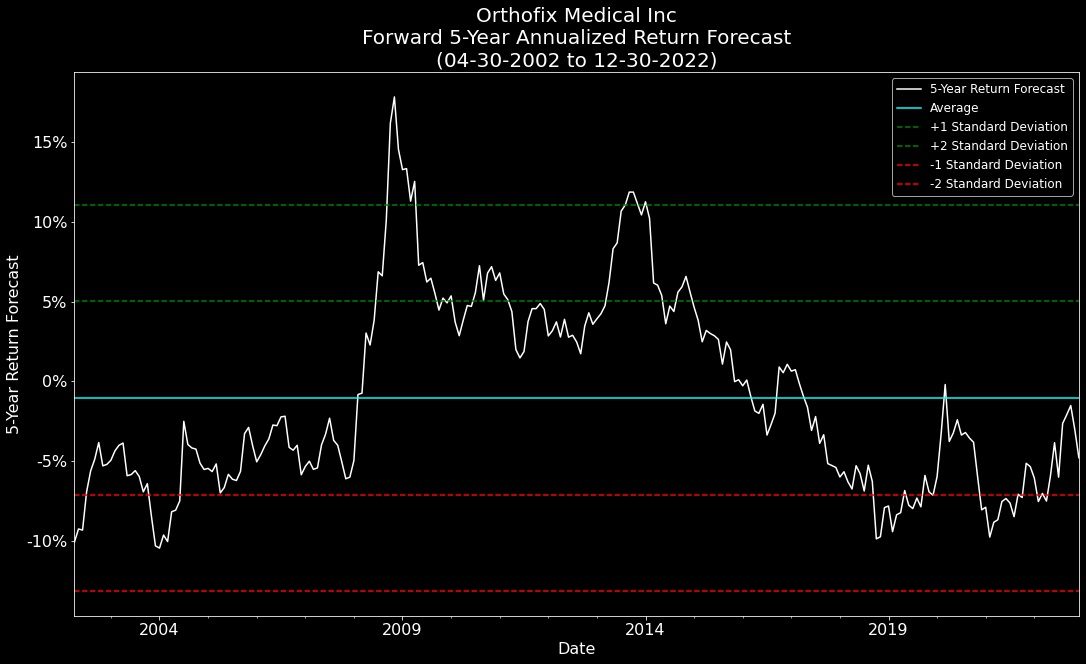 Orthofix Medical Inc
Forward 5-Year Annualized Return Forecast
(04-30-2002 to 12-30-2022)
5-Year Return Forecast
Average
+1 Standard Deviation
+2 Standard Deviation
-1 Standard Deviation
-2 Standard Deviation
15%
10%
5%
0%
-5%
-10%
5-Year Return Forecast
2004
2009
2014
2019
Date